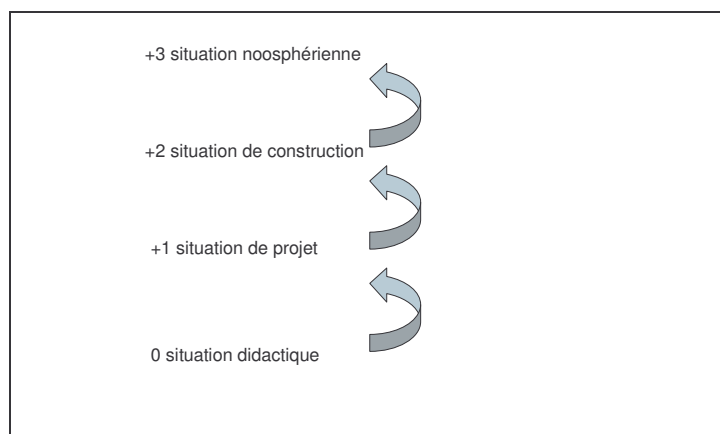 +3 situation noosphérienne
+2 situation de construction
+1 situation de projet
0 situation didactique